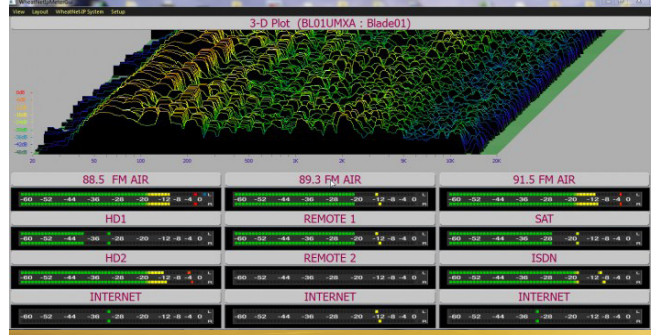 View Layout WheatNet-IP System Setup
3-D Plot (BL01UMXA : Blade01)
20 50 100 200 500 1K 2K 5K 10K 20K
88.5 FM AIR 89.3 FM AIR 91.5 FM AIR
-60 -52 -44 -36 -28 -20 -12 -8 -4 0 L R -60 -52 -44 -36 -28 -20 -12 -8 -4 0 L R -60 -52 -44 -36 -28 -20 -12 -8 -4 0 L R
HD1 REMOTE 1 SAT
-60 -52 -44 -36 -28 -20 -12 -8 -4 0 L R -60 -52 -44 -36 -28 -20 -12 -8 -4 0 L R -60 -52 -44 -36 -28 -20 -12 -8 -4 0 L R
HD2 REMOTE 2 ISDN
-60 -52 -44 -36 -28 -20 -12 -8 -4 0 L R -60 -52 -44 -36 -28 -20 -12 -8 -4 0 L R -60 -52 -44 -36 -28 -20 -12 -8 -4 0 L R
INTERNET INTERNET INTERNET
-60 -52 -44 -36 -28 -20 -12 -8 -4 0 L R -60 -52 -44 -36 -28 -20 -12 -8 -4 0 L R -60 -52 -44 -36 -28 -20 -12 -8 -4 0 L R